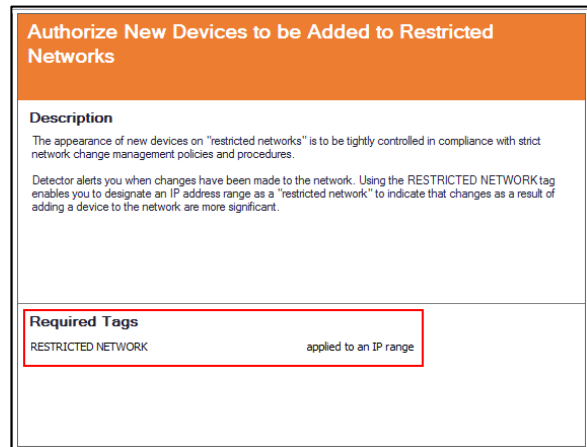 Authorize New Devices to be Added to Restricted
Networks
Description
The appearance of new devices on "restricted networks" is to be tightly controlled in compliance with strict
network change management policies and procedures.
Detector alerts you when changes have been made to the network. Using the RESTRICTED NETWORK tag
enables you to designate an IP address range as a "restricted network" to indicate that changes as a result of
adding a device to the network are more significant.
Required Tags
RESTRICTED NETWORK applied to an IP range